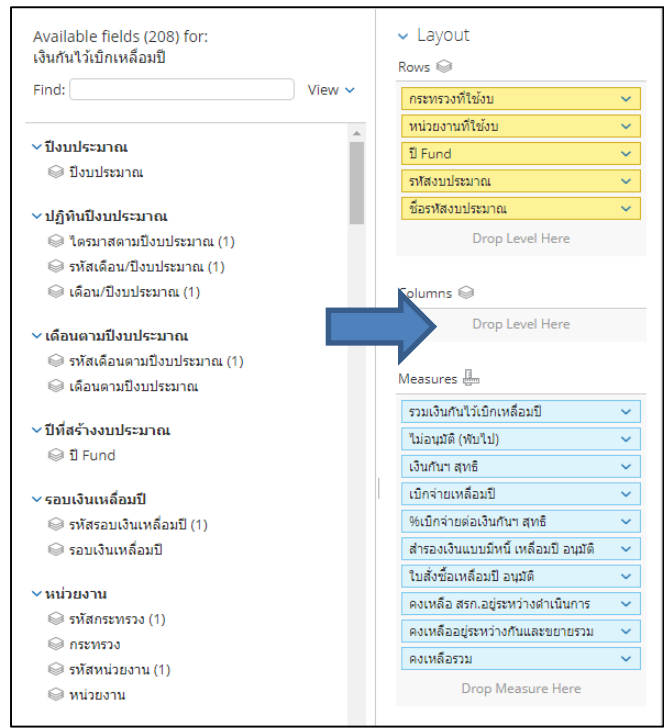 Available fields (208) for:
เงินกันไว้เบิกเหลื่อมปี
Find:
View
ปีงบประมาณ
ปีงบประมาณ
ปฏิทินปีงบประมาณ
ไตรมาสตามปีงบประมาณ (1)
รหัสเดือน/ปีงบประมาณ (1)
เดือน/ปีงบประมาณ (1)
เดือนตามปีงบประมาณ
รหัสเดือนตามปีงบประมาณ (1)
เดือนตามปีงบประมาณ
ปีที่สร้างงบประมาณ
ปี Fund
รอบเงินเหลื่อมปี
รหัสรอบเงินเหลื่อมปี (1)
รอบเงินเหลื่อมปี
หน่วยงาน
รหัสกระทรวง (1)
กระทรวง
รหัสหน่วยงาน (1)
หน่วยงาน
Layout
Rows
กระทรวงที่ใช้งบ
หน่วยงานที่ใช้งบ
ปี Fund
รหัสงบประมาณ
ชื่อรหัสงบประมาณ
Drop Level Here
Columns
Drop Level Here
Measures
รวมเงินกันไว้เบิกเหลื่อมปี
ไม่อนุมัติ (พับไป)
เงินกันฯ สุทธิ
เบิกจ่ายเหลื่อมปี
%เบิกจ่ายต่อเงินกันฯ สุทธิ
สำรองเงินแบบมีหนี้ เหลื่อมปี อนุมัติ
ใบสั่งซื้อเหลื่อมปี อนุมัติ
คงเหลือ สรก.อยู่ระหว่างดำเนินการ
คงเหลืออยู่ระหว่างกันและขยายรวม
คงเหลือรวม
Drop Measure Here